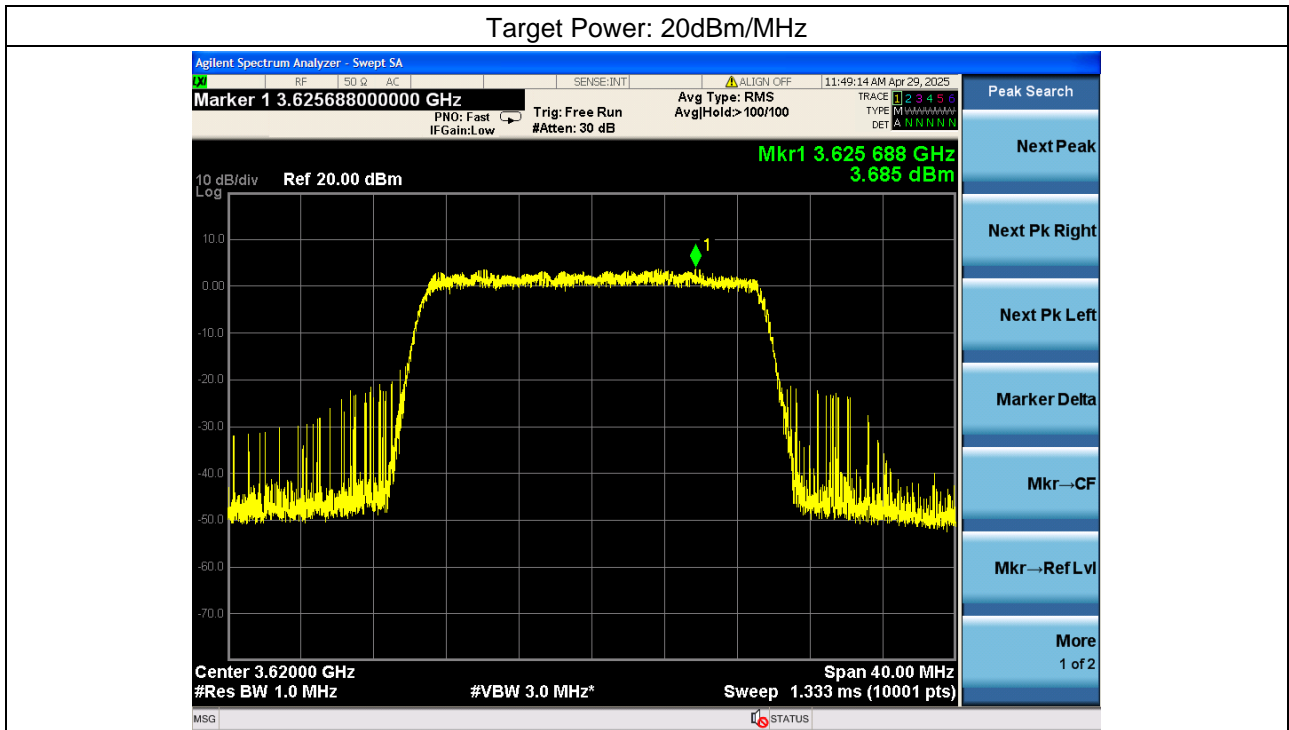 Target Power: 20dBm/MHz
Agilent Spectrum Analyzer - Swept SA
LXI RF 50 Ω AC SENSE:INT ALIGN OFF 11:49:14 AM Apr 29, 2025
Marker 1 3.625688000000 GHz
PNO: Fast
IFGain:Low
Trig: Free Run
#Atten: 30 dB
Avg Type: RMS
Avg|Hold:>100/100
TRACE 1 2 3 4 5 6
TYPE M WWWWW
DET A N N N N N
Mkr1 3.625 688 GHz
3.685 dBm
10 dB/div Ref 20.00 dBm
Log
1
10.0
0.00
-10.0
-20.0
-30.0
-40.0
-50.0
-60.0
-70.0
Center 3.62000 GHz Span 40.00 MHz
#Res BW 1.0 MHz #VBW 3.0 MHz* Sweep 1.333 ms (10001 pts)
MSG STATUS
Peak Search
Next Peak
Next Pk Right
Next Pk Left
Marker Delta
Mkr→CF
Mkr→Ref Lvl
More
1 of 2